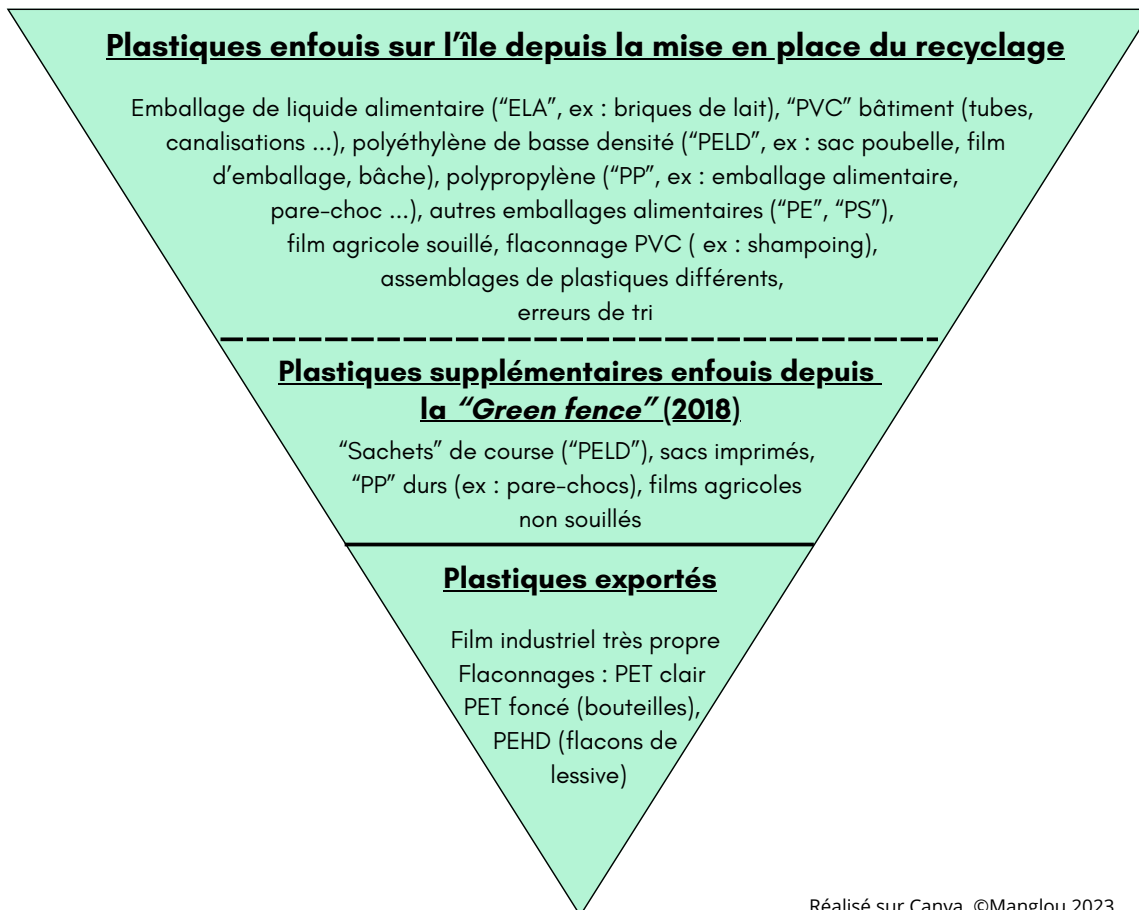 Plastiques enfouis sur l’île depuis la mise en place du recyclage
Emballage de liquide alimentaire (“ELA”, ex : briques de lait), “PVC” bâtiment (tubes,
canalisations ...), polyéthylène de basse densité (“PELD”, ex : sac poubelle, film
d’emballage, bâche), polypropylène (“PP”, ex : emballage alimentaire,
pare-choc ...), autres emballages alimentaires (“PE”, “PS”),
film agricole souillé, flaconnage PVC ( ex : shampoing),
assemblages de plastiques différents,
erreurs de tri
Plastiques supplémentaires enfouis depuis
la “Green fence” (2018)
“Sachets” de course (“PELD”), sacs imprimés,
“PP” durs (ex : pare-chocs), films agricoles
non souillés
Plastiques exportés
Film industriel très propre
Flaconnages : PET clair
PET foncé (bouteilles),
PEHD (flacons de
lessive)
Réalisé sur Canva, ©Manglou 2023